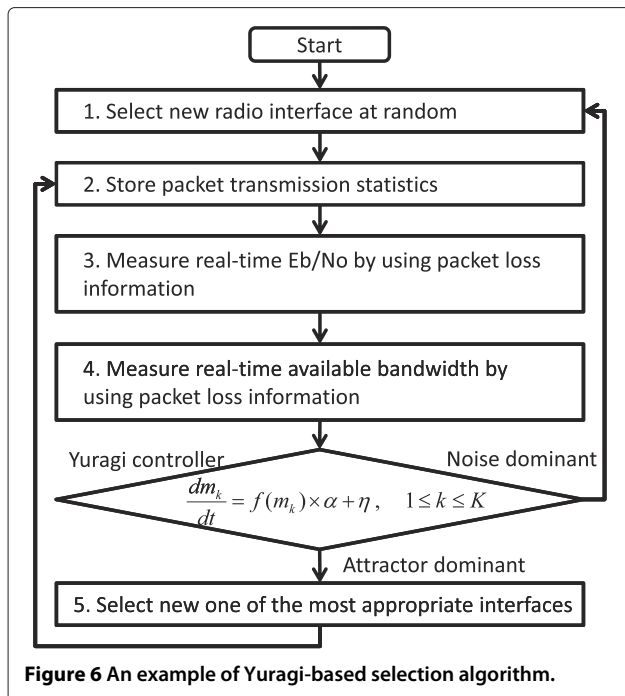 Start
1. Select new radio interface at random
2. Store packet transmission statistics
3. Measure real-time Eb/No by using packet loss
information
4. Measure real-time available bandwidth by
using packet loss information
Yuragi controller
Noise dominant
dm_k/dt = f(m_k) × α + η , 1 ≤ k ≤ K
Attractor dominant
5. Select new one of the most appropriate interfaces
Figure 6 An example of Yuragi-based selection algorithm.